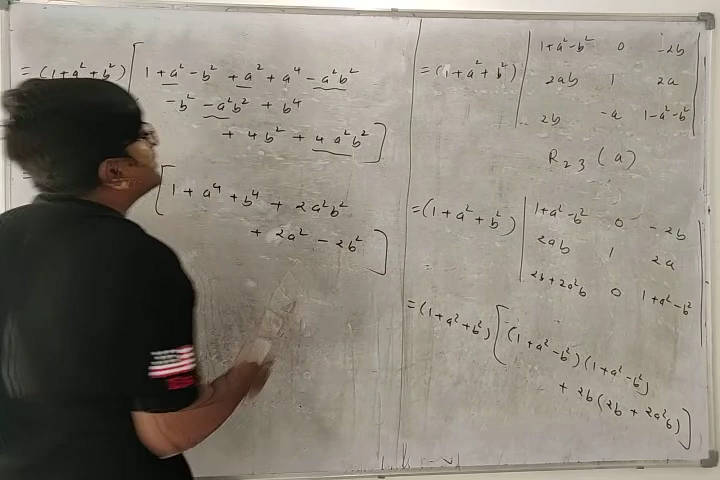 = (1+a²+b²) [ 1+a²-b² +a²+a⁴-a²b²
-b² -a²b² + b⁴
+ 4b² + 4a²b² ]
[ 1 + a⁴ + b⁴ + 2a²b²
+ 2a² - 2b² ]
= (1+a²+b²) | 1+a²-b² 0 -2b
2ab 1 2a
2b -a 1-a²-b² |
R₂₃ (a)
= (1+a²+b²) | 1+a²-b² 0 -2b
2ab 1 2a
2b+2a²b 0 1+a²-b² |
= (1+a²+b²) [ (1+a²-b²) (1+a²-b²)
+ 2b (2b + 2a²b) ]